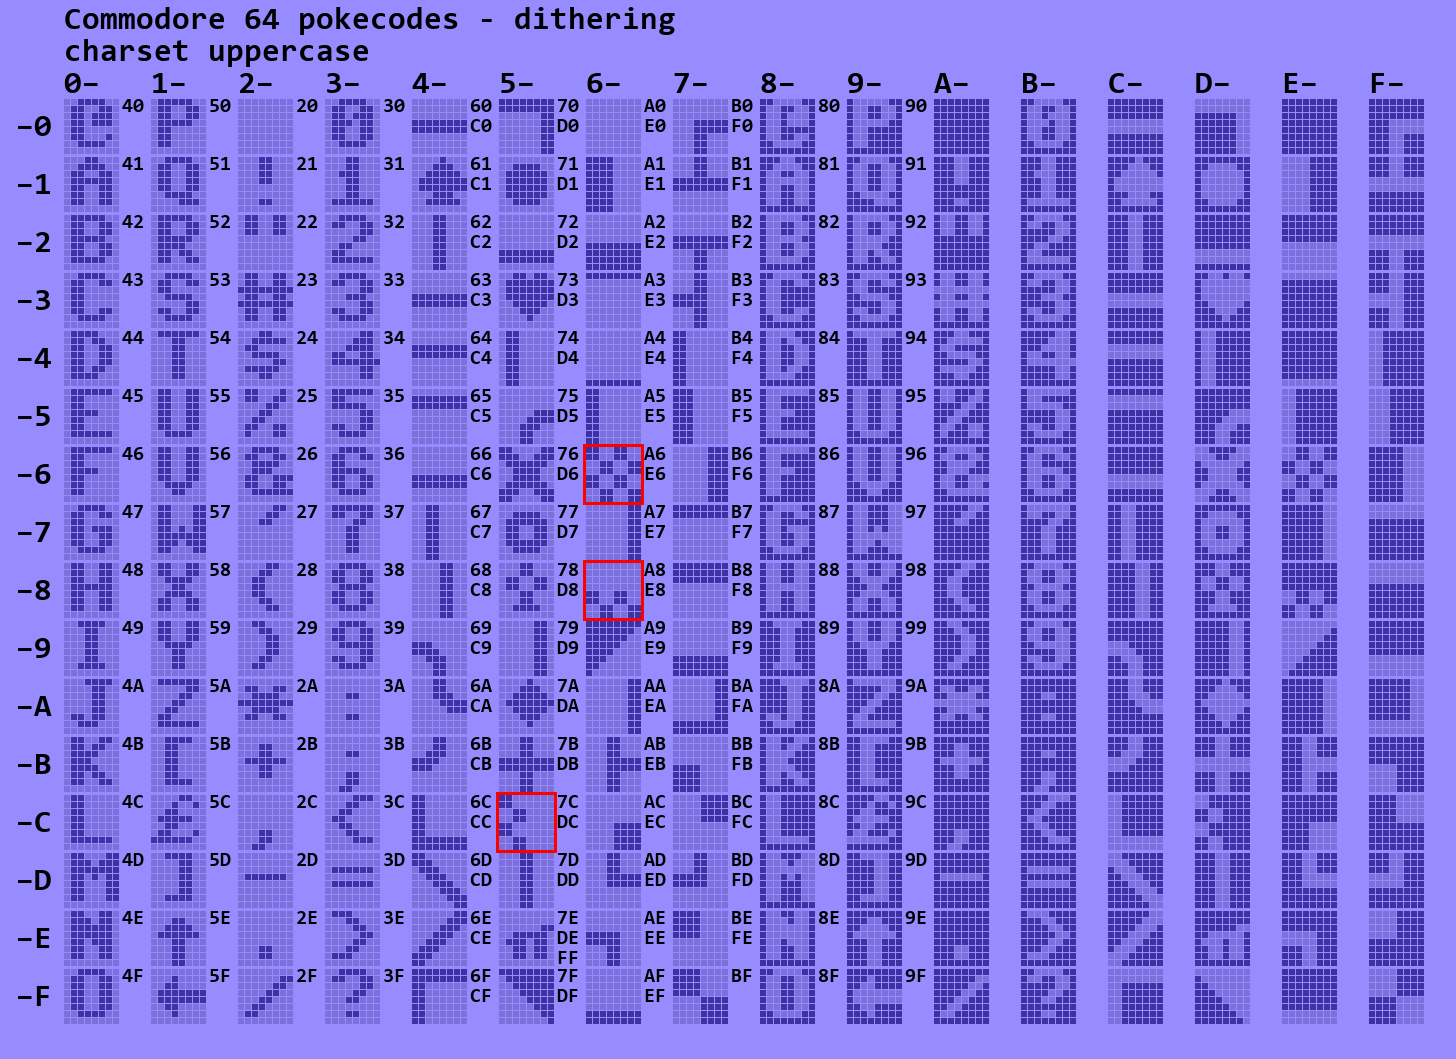 Commodore 64 pokecodes - dithering
charset uppercase
0- 1- 2- 3- 4- 5- 6- 7- 8- 9- A- B- C- D- E- F-
40 50 20 30 60 70 A0 B0 80 90
-0 C0 D0 E0 F0
41 51 21 31 61 71 A1 B1 81 91
-1 C1 D1 E1 F1
42 52 22 32 62 72 A2 B2 82 92
-2 C2 D2 E2 F2
43 53 23 33 63 73 A3 B3 83 93
-3 C3 D3 E3 F3
44 54 24 34 64 74 A4 B4 84 94
-4 C4 D4 E4 F4
45 55 25 35 65 75 A5 B5 85 95
-5 C5 D5 E5 F5
46 56 26 36 66 76 A6 B6 86 96
-6 C6 D6 E6 F6
47 57 27 37 67 77 A7 B7 87 97
-7 C7 D7 E7 F7
48 58 28 38 68 78 A8 B8 88 98
-8 C8 D8 E8 F8
49 59 29 39 69 79 A9 B9 89 99
-9 C9 D9 E9 F9
4A 5A 2A 3A 6A 7A AA BA 8A 9A
-A CA DA EA FA
4B 5B 2B 3B 6B 7B AB BB 8B 9B
-B CB DB EB FB
4C 5C 2C 3C 6C 7C AC BC 8C 9C
-C CC DC EC FC
4D 5D 2D 3D 6D 7D AD BD 8D 9D
-D CD DD ED FD
4E 5E 2E 3E 6E 7E AE BE 8E 9E
-E CE DE EE FE
FF
4F 5F 2F 3F 6F 7F AF BF 8F 9F
-F CF DF EF